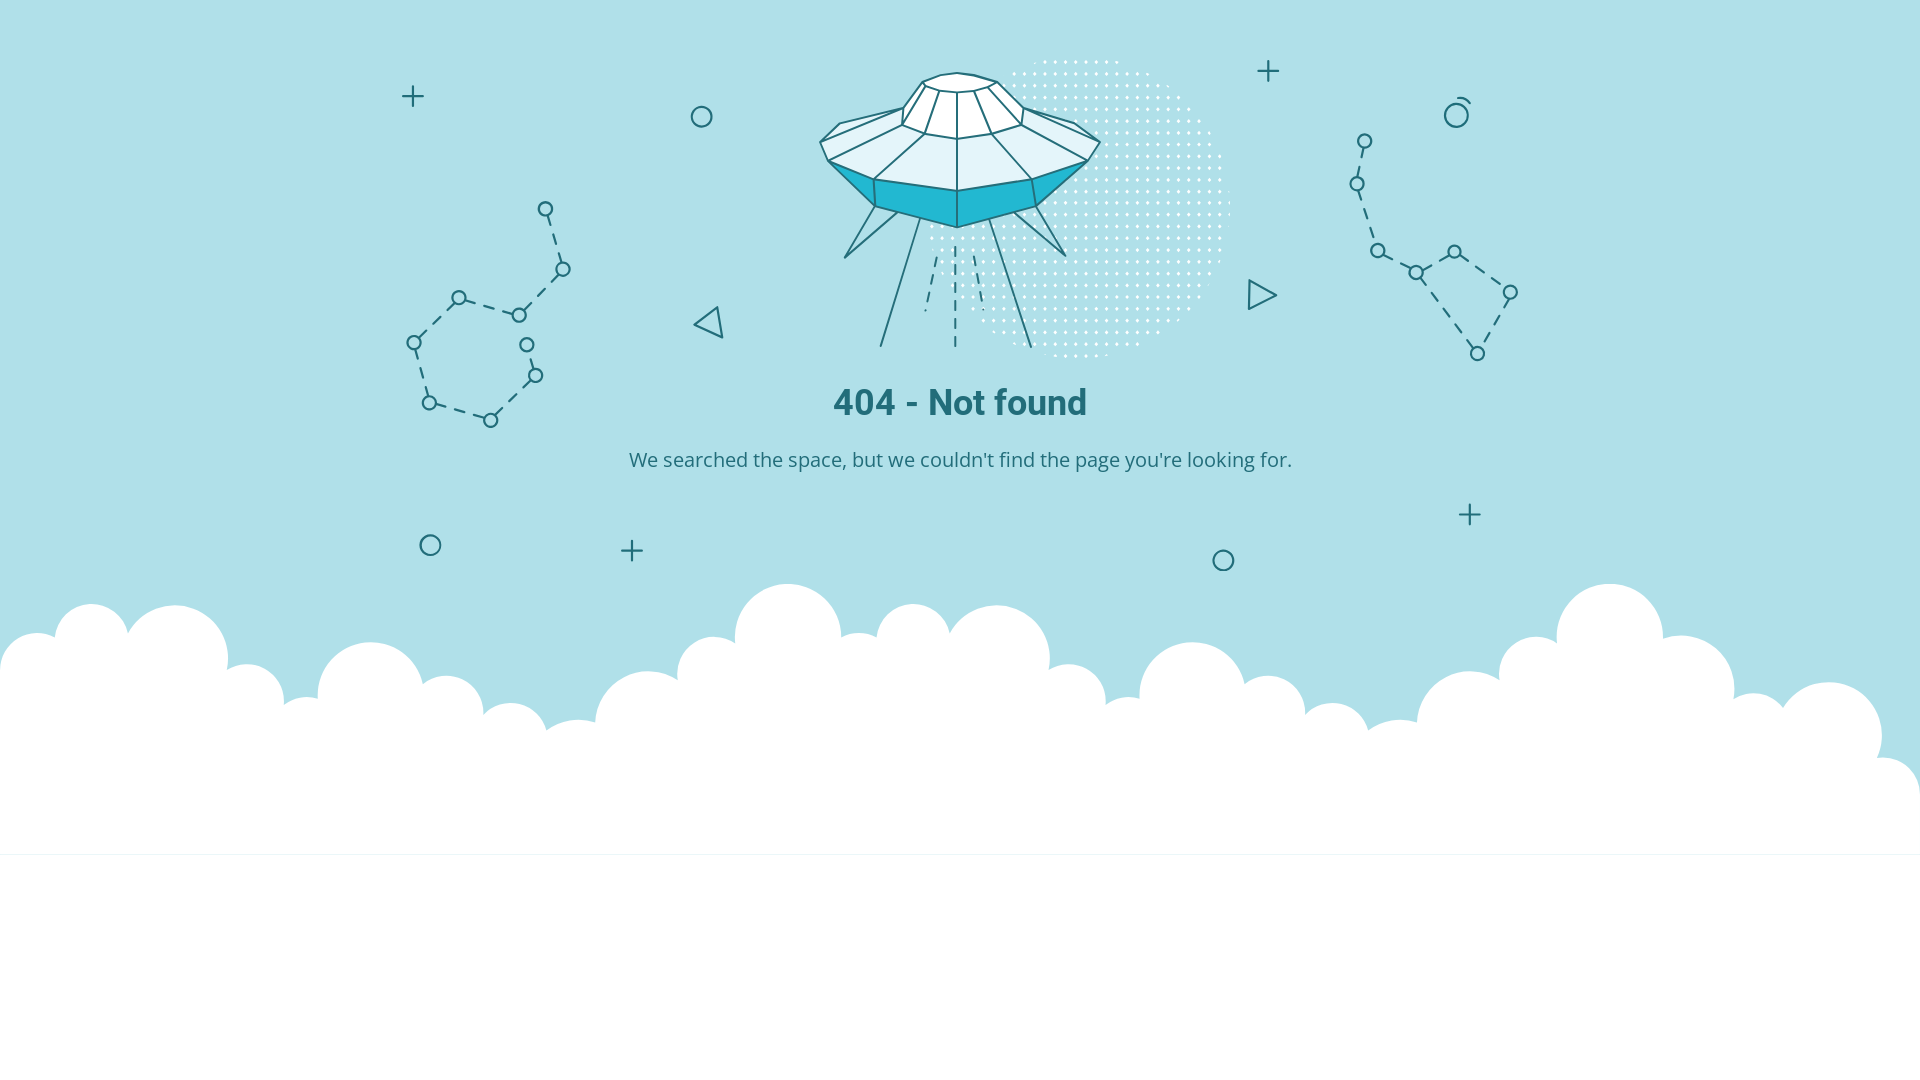 404 - Not found
We searched the space, but we couldn't find the page you're looking for.